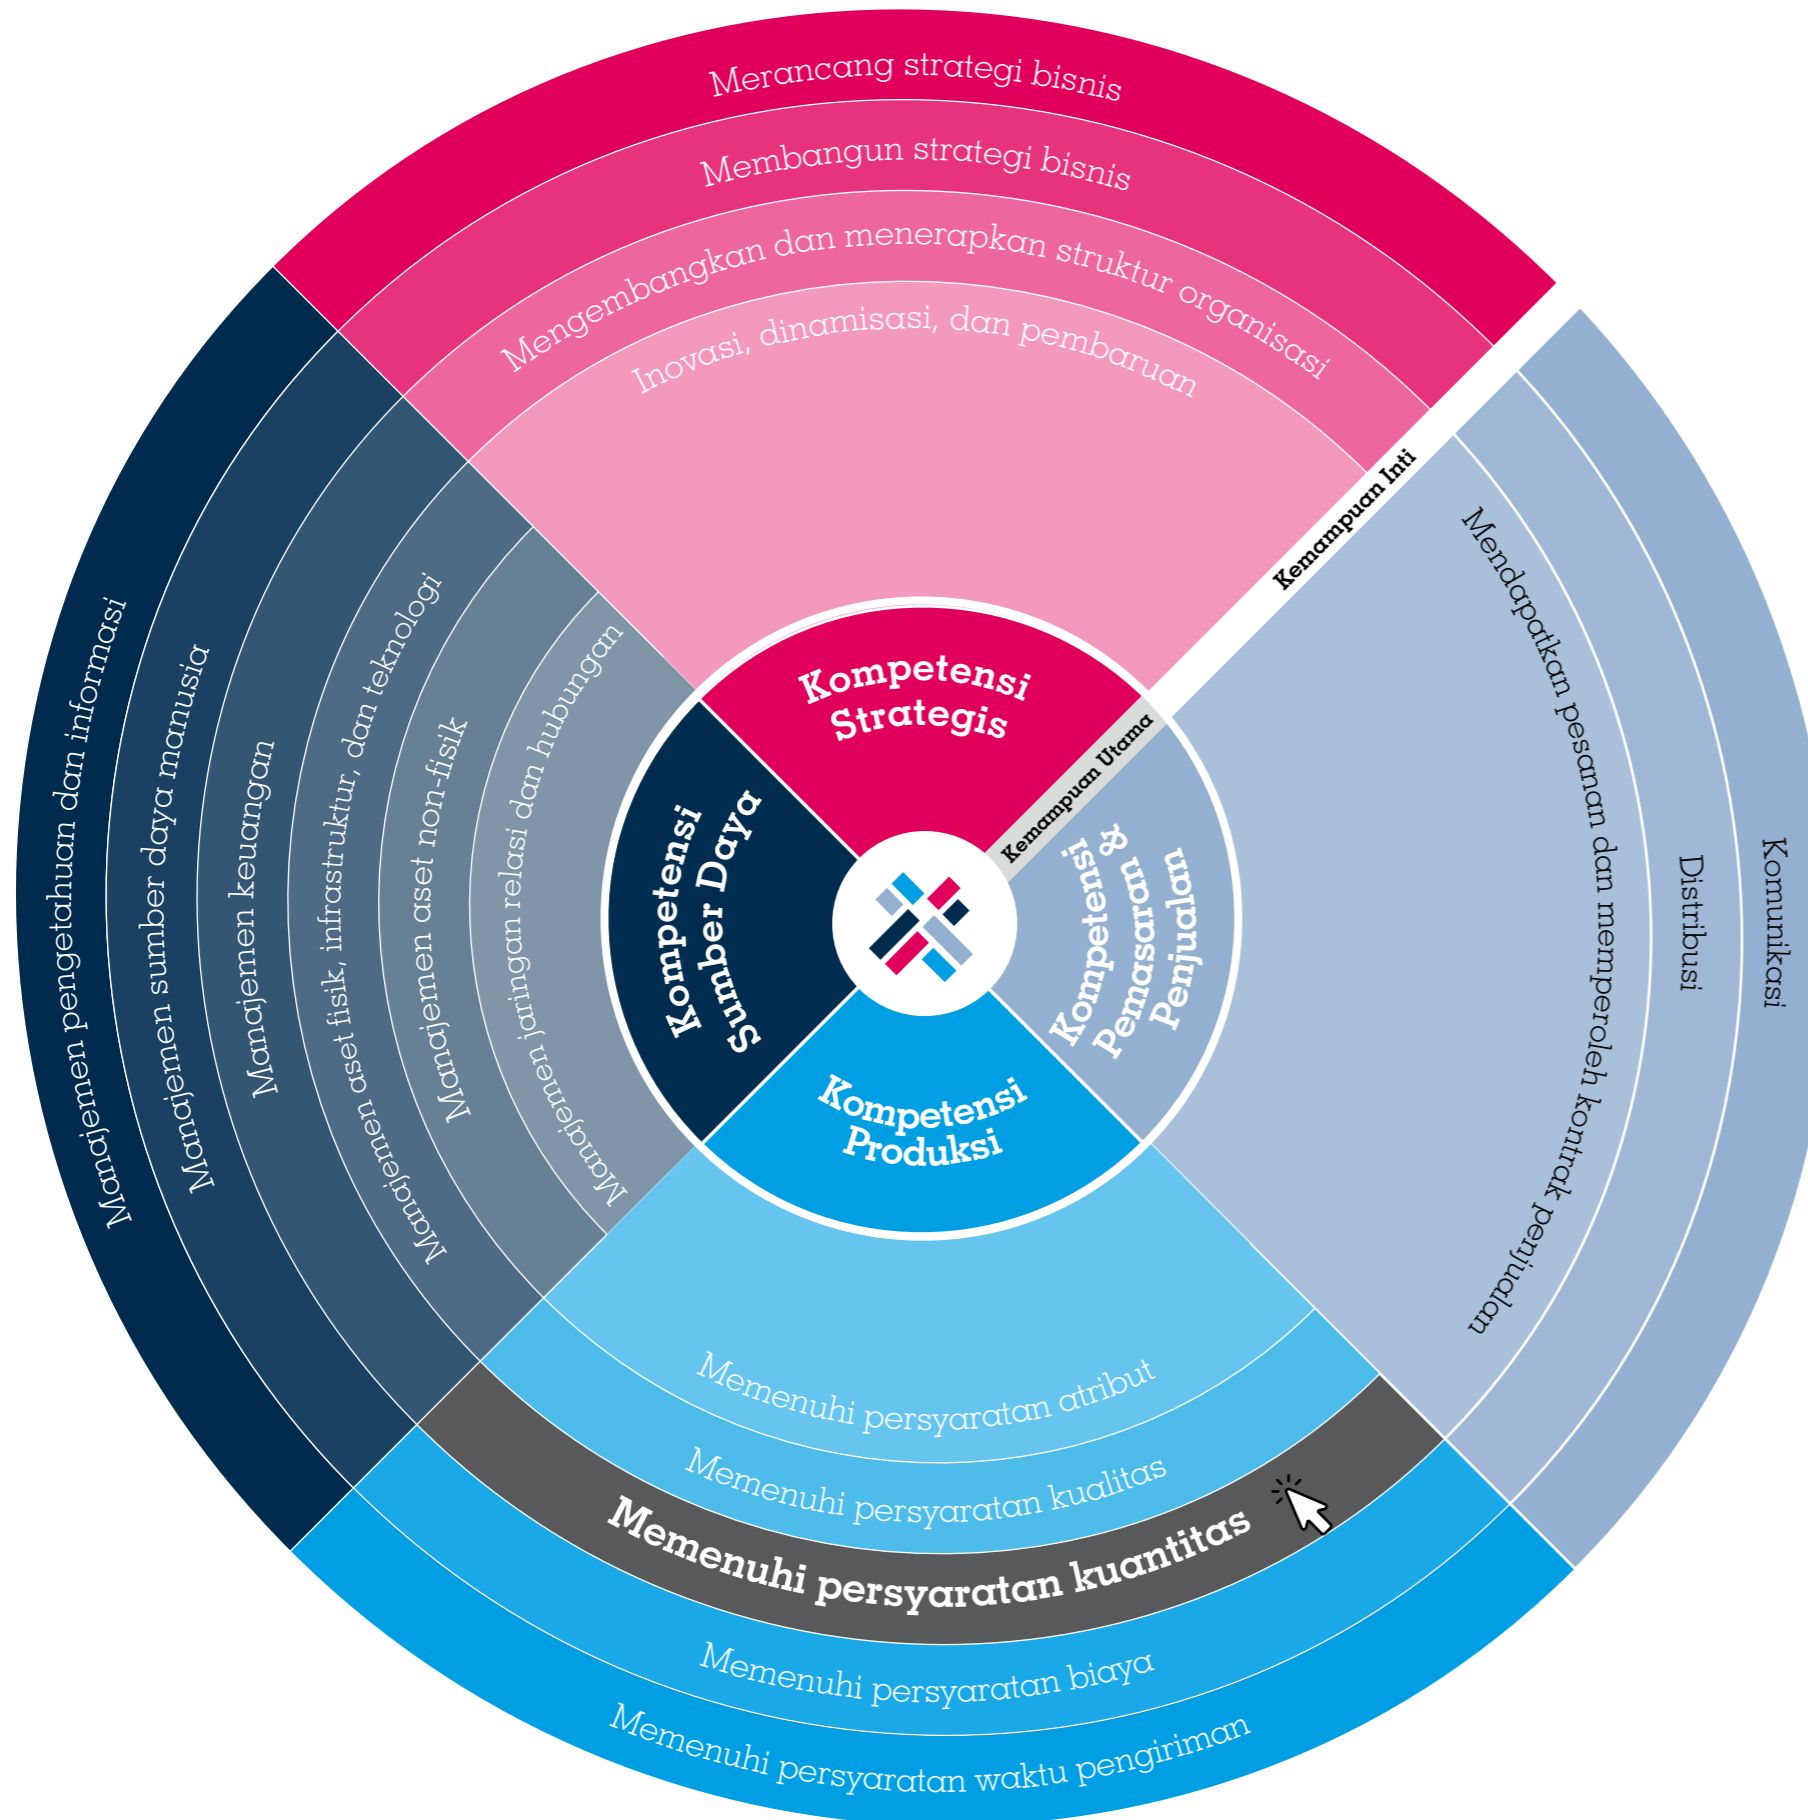 Merancang strategi bisnis
Membangun strategi bisnis
Mengembangkan dan menerapkan struktur organisasi
Inovasi, dinamisasi, dan pembaruan
Kompetensi
Strategis
Kemampuan Inti
Kemampuan Utama
Komunikasi
Distribusi
Mendapatkan pesanan dan memperoleh kontrak penjualan
Kompetensi
Pemasaran &
Penjualan
Manajemen pengetahuan dan informasi
Manajemen sumber daya manusia
Manajemen keuangan
Manajemen aset fisik, infrastruktur, dan teknologi
Manajemen aset non-fisik
Manajemen jaringan relasi dan hubungan
Kompetensi
Sumber Daya
Kompetensi
Produksi
Memenuhi persyaratan atribut
Memenuhi persyaratan kualitas
Memenuhi persyaratan kuantitas
Memenuhi persyaratan biaya
Memenuhi persyaratan waktu pengiriman